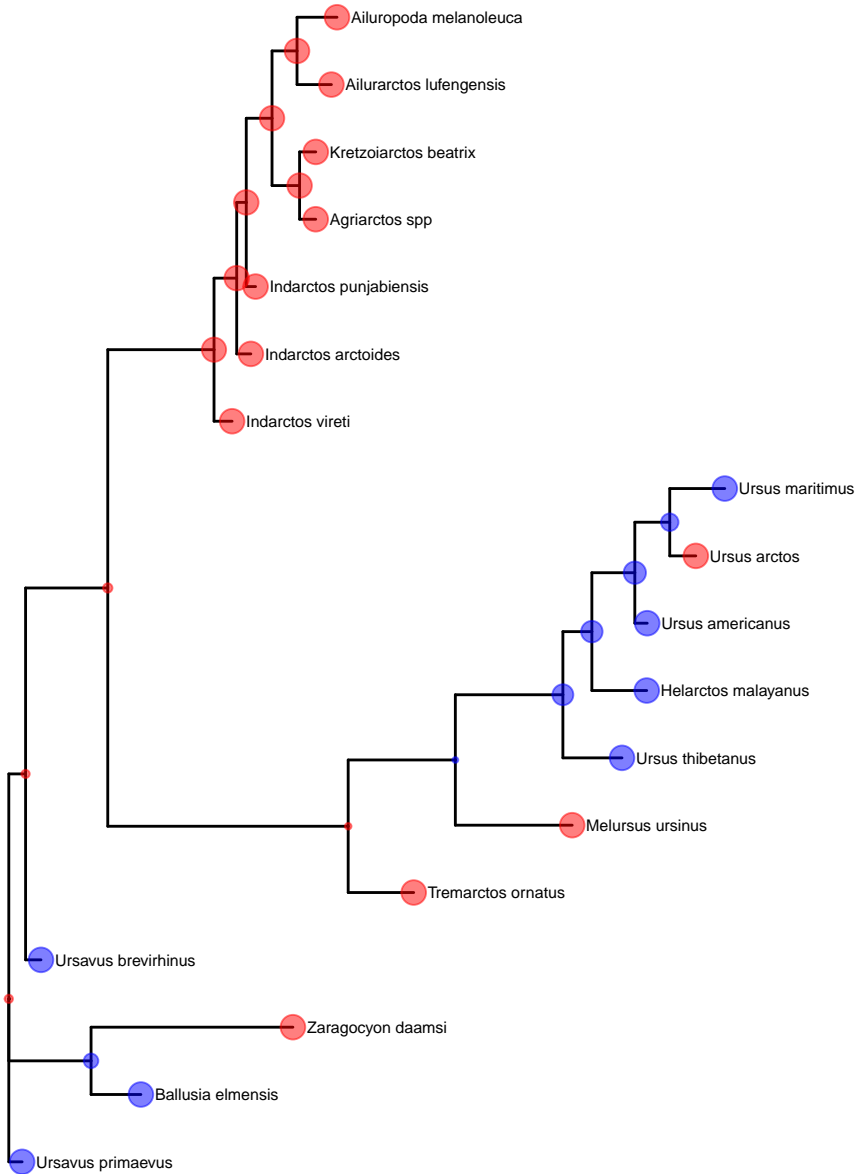 Ailuropoda melanoleuca
Ailurarctos lufengensis
Kretzoiarctos beatrix
Agriarctos spp
Indarctos punjabiensis
Indarctos arctoides
Indarctos vireti
Ursus maritimus
Ursus arctos
Ursus americanus
Helarctos malayanus
Ursus thibetanus
Melursus ursinus
Tremarctos ornatus
Ursavus brevirhinus
Zaragocyon daamsi
Ballusia elmensis
Ursavus primaevus